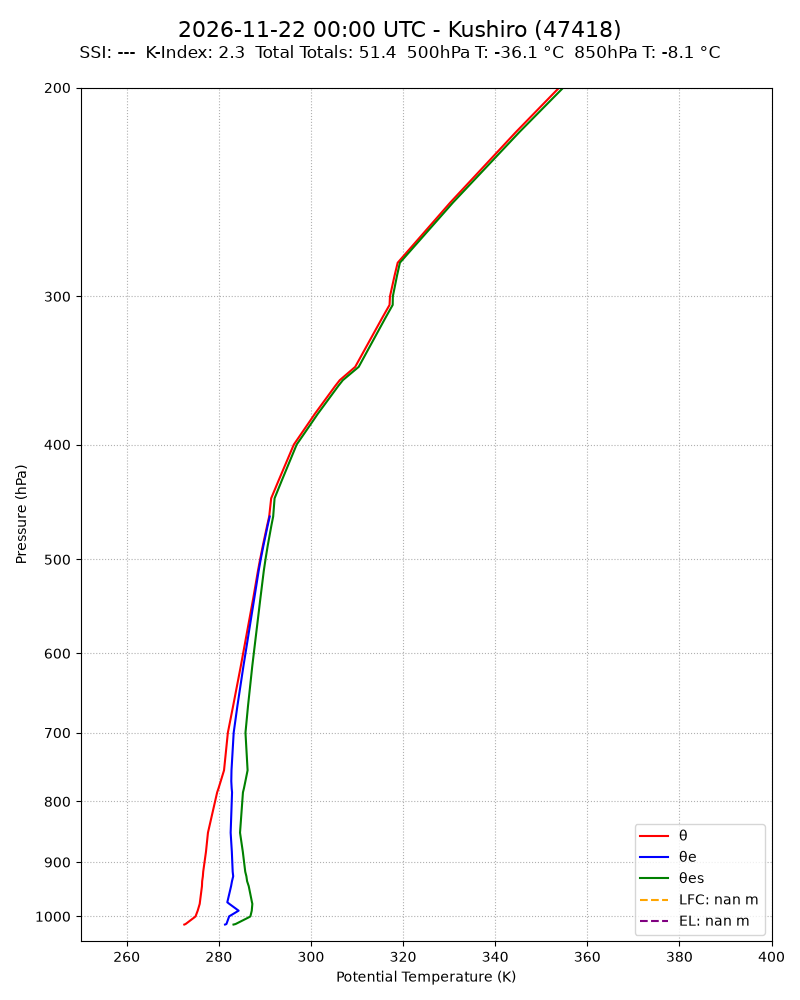 2026-11-22 00:00 UTC - Kushiro (47418)
SSI: ---  K-Index: 2.3  Total Totals: 51.4  500hPa T: -36.1 °C  850hPa T: -8.1 °C
200
300
400
500
600
700
800
900
1000
Pressure (hPa)
θ
θe
θes
LFC: nan m
EL: nan m
260
280
300
320
340
360
380
400
Potential Temperature (K)